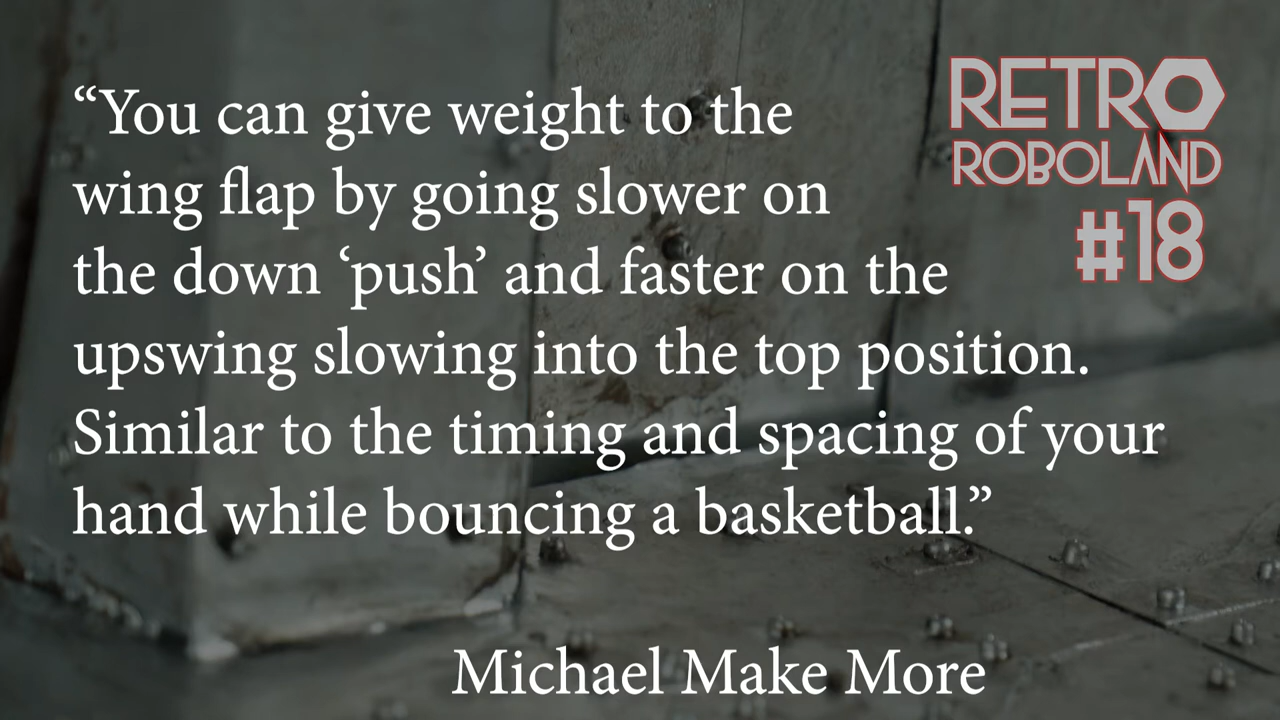 “You can give weight to the
wing flap by going slower on
the down ‘push’ and faster on the
upswing slowing into the top position.
Similar to the timing and spacing of your
hand while bouncing a basketball.”
Michael Make More
RETRO
ROBOLAND
#18